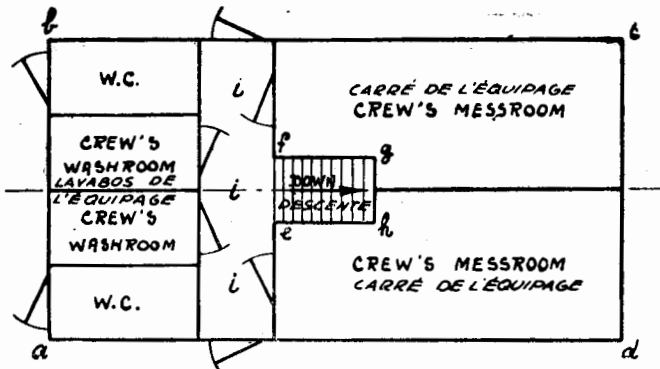 b
c
W.C.
i
CARRÉ DE L'ÉQUIPAGE
CREW'S MESSROOM
CREW'S
WASHROOM
LAVABOS DE
L'ÉQUIPAGE
CREW'S
WASHROOM
f
g
i
DOWN
DESCENTE
e
h
i
CREW'S MESSROOM
CARRÉ DE L'ÉQUIPAGE
W.C.
a
d